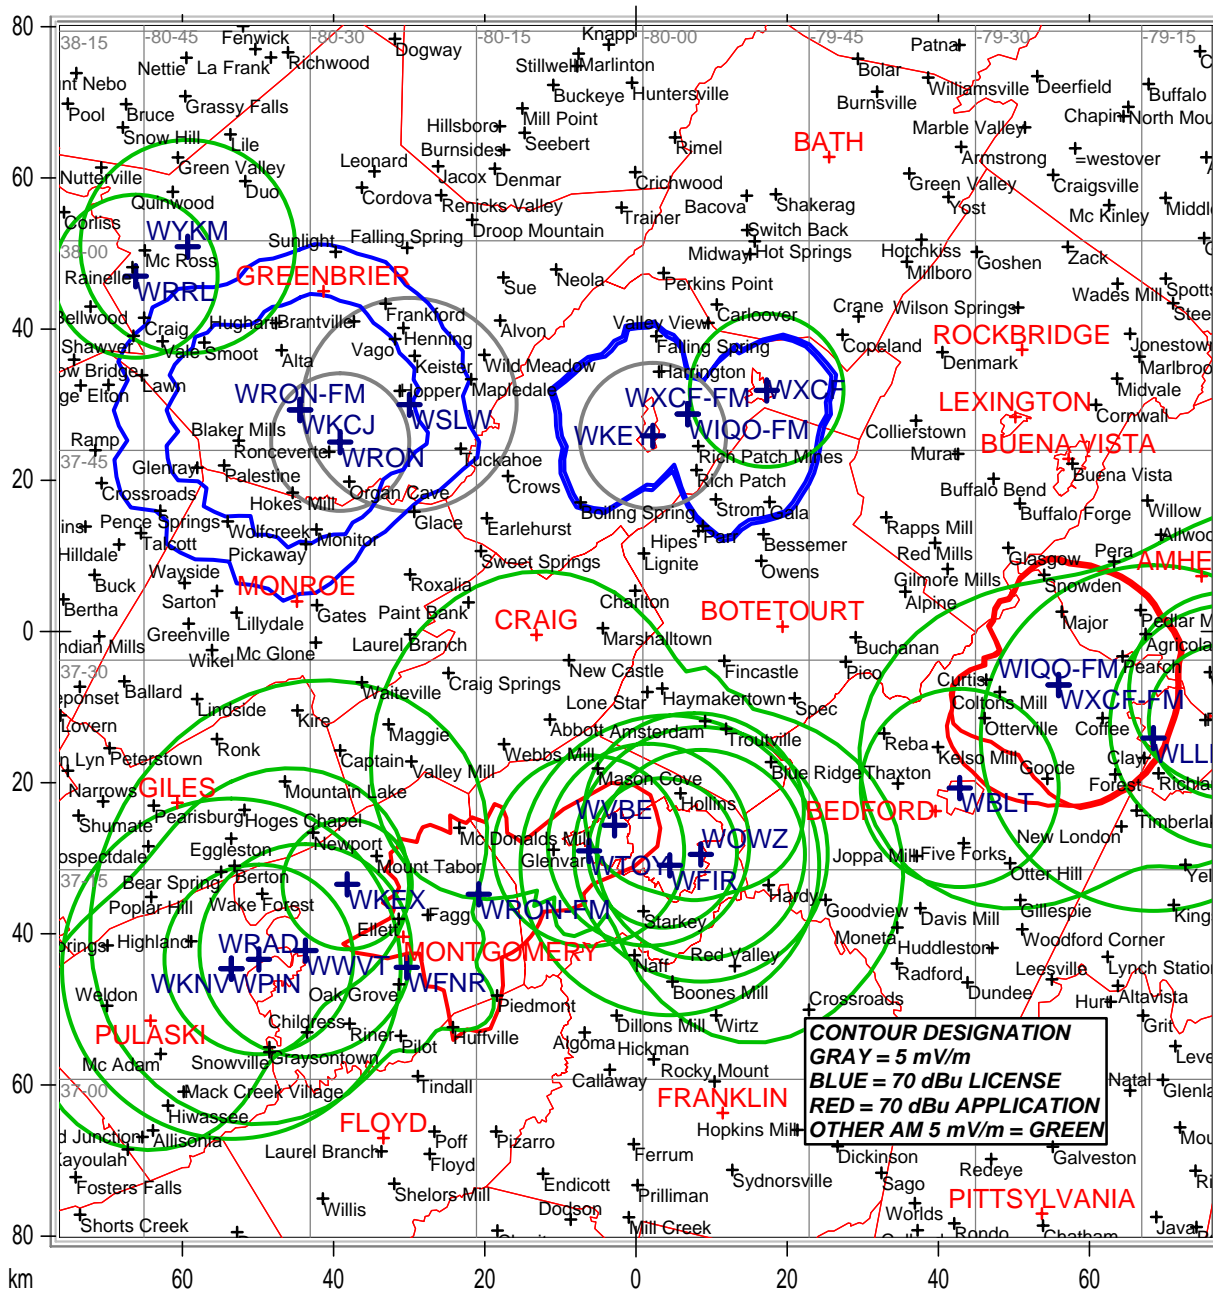 80
38-15
-80-45
-80-30
-80-15
-80-00
-79-45
-79-30
-79-15
Fenwick
Nettie
La Frank
Richwood
Dogway
Knapp
Stillwell
Marlinton
Buckeye
Huntersville
Patna
Bolar
Williamsville
Burnsville
Deerfield
Buffalo
Chapin
North Mou
Marble Valley
unt Nebo
Pool
Bruce
Grassy Falls
Snow Hill
Lile
Hillsboro
Mill Point
Burnsides
Seebert
Rimel
BATH
Armstrong
=westover
60
Nutterville
Green Valley
Duo
Leonard
Cordova
Jacox
Denmar
Renicks Valley
Crichwood
Bacova
Shakerag
Green Valley
Craigsville
Yost
Mc Kinley
Middle
Quinwood
Corliss
WYKM
Sunlight
Falling Spring
Droop Mountain
Trainer
Switch Back
Midway
Hot Springs
Hotchkiss
Goshen
Zack
38-00
Mc Ross
Rainelle
WRRL
GREENBRIER
Sue
Neola
Perkins Point
Millboro
Wades Mill
Spotts
Bellwood
Craig
Hughart
Brantville
Frankford
Alvon
Carloover
Crane
Wilson Springs
Steele
40
Shawver
Vale Smoot
Alta
Vago
Henning
Valley View
Falling Spring
Copeland
ROCKBRIDGE
Jonestown
Denmark
Marlbroo
Keister
Wild Meadow
Harrington
Lawn
Hopper
Mapledale
Midvale
WRON-FM
WSLW
WXCF-FM
WXCF
LEXINGTON
Cornwall
WKCJ
WRON
WKEY
WIQO-FM
Collierstown
BUENA VISTA
Ramp
Blaker Mills
Ronceverte
Tuckahoe
Rich Patch Mines
Murat
37-45
Glenray
Palestine
Organ Cave
Crows
Rich Patch
Buffalo Bend
Buena Vista
20
Crossroads
Hokes Mill
Boiling Spring
Strom
Gala
Buffalo Forge
Willow
Pence Springs
Wolfcreek
Monitor
Glace
Earlehurst
Hipes
Parr
Bessemer
Rapps Mill
Allwood
Hilldale
Talcott
Pickaway
Sweet Springs
Lignite
Red Mills
Glasgow
Pera
Buck
Wayside
MONROE
Roxalia
Owens
Gilmore Mills
Snowden
AMHE
Bertha
Sarton
Lillydale
Gates
Paint Bank
Charlton
BOTETOURT
Alpine
Major
Pedlar M
0
Greenville
CRAIG
Marshalltown
Agricola
Indian Mills
Wikel
Mc Glone
Laurel Branch
Buchanan
WIQO-FM
Pearch
37-30
Ballard
Lindside
Waiteville
Craig Springs
New Castle
Fincastle
Pico
Curtis
WXCF-FM
Lovern
Kire
Lone Star
Haymakertown
Spec
Coltons Mill
Peterstown
Ronk
Maggie
Abbott
Amsterdam
Troutville
Reba
Otterville
Coffee
WLL
Captain
Valley Mill
Webbs Mill
Kelso Mill
Clay
20
GILES
Mountain Lake
Mason Cove
Blue Ridge
Thaxton
Goode
Forest
Richla
Narrows
Pearisburg
WVBE
Hollins
BEDFORD
WBLT
Shumate
Hoges Chapel
Mc Donalds Mill
WOWZ
New London
Timberlak
Eggleston
Newport
Mount Tabor
Glenvar
WTOY
WFIR
Joppa Mill
Five Forks
Otter Hill
37-15
Bear Spring
Berton
WKEX
Hardy
Yell
Poplar Hill
Wake Forest
Fagg
WRON-FM
Goodview
Davis Mill
Gillespie
Kings
40
Highland
WRAD
Ellett
MONTGOMERY
Starkey
Moneta
Huddleston
Woodford Corner
WKNV
WPIN
WWVT
WFNR
Naff
Red Valley
Radford
Leesville
Lynch Station
Weldon
Oak Grove
Piedmont
Boones Mill
Crossroads
Dundee
Hurt
Altavista
PULASKI
Childress
Riner
Pilot
Huffville
Dillons Mill
Wirtz
Grit
Mc Adam
Snowville
Graysontown
Algoma
Hickman
Level
37-00
Tindall
Callaway
Rocky Mount
Natal
Glenla
60
Mack Creek Village
FRANKLIN
Hiwassee
FLOYD
Hopkins Mill
d Junction
Allisonia
Laurel Branch
Poff
Pizarro
Ferrum
Dickinson
Redeye
Galveston
Mou
Floyd
Endicott
Sydnorsville
Sago
Fosters Falls
Shelors Mill
Prilliman
PITTSYLVANIA
Shorts Creek
Willis
Dodson
Mill Creek
Worlds
Rondo
Chatham
Java
80
CONTOUR DESIGNATION
GRAY = 5 mV/m
BLUE = 70 dBu LICENSE
RED = 70 dBu APPLICATION
OTHER AM 5 mV/m = GREEN
km
60
40
20
0
20
40
60